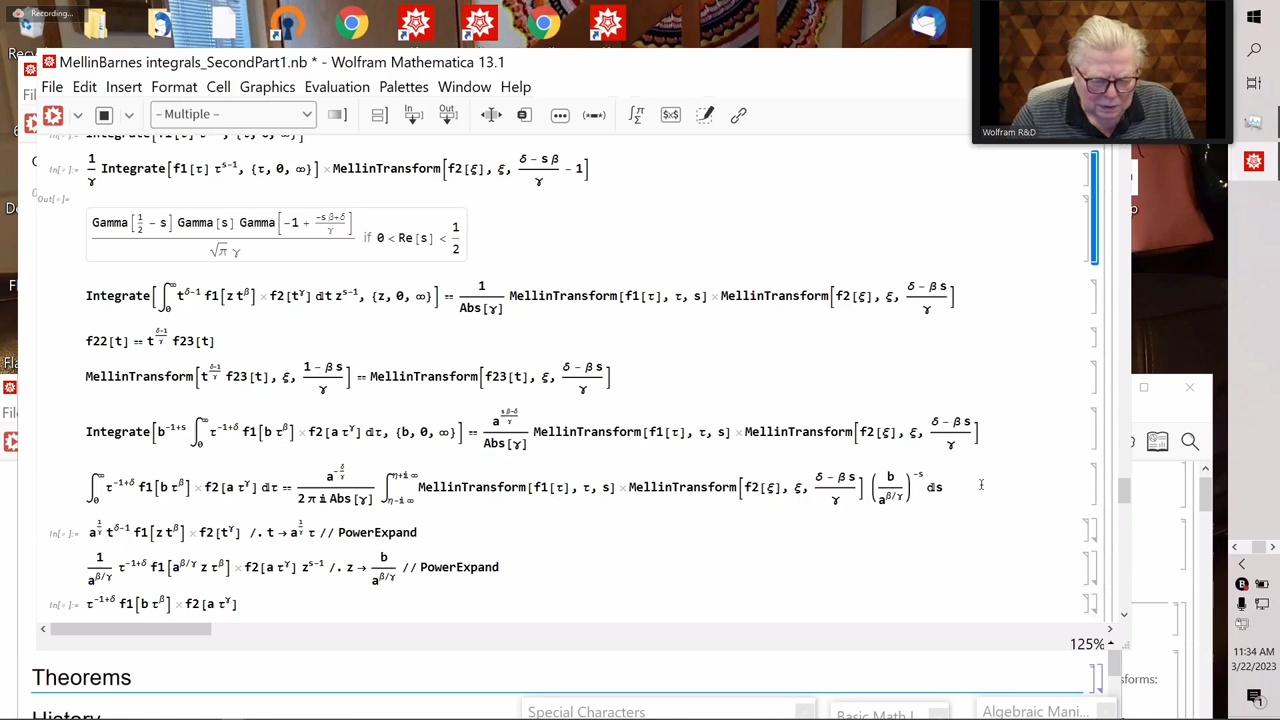 Recording...
MellinBarnes integrals_SecondPart1.nb * - Wolfram Mathematica 13.1
File Edit Insert Format Cell Graphics Evaluation Palettes Window Help
- Multiple -
Wolfram R&D
In[•]:= 1/γ Integrate[f1[τ] τ^(s-1), {τ, 0, ∞}] × MellinTransform[f2[ξ], ξ, (δ - s β)/γ - 1]
Out[•]=
(Gamma[1/2 - s] Gamma[s] Gamma[-1 + (-s β+δ)/γ])/(√π γ) if 0 < Re[s] < 1/2
Integrate[∫_0^∞ t^(δ-1) f1[z t^β] × f2[t^γ] ⅆt z^(s-1), {z, 0, ∞}] == 1/Abs[γ] MellinTransform[f1[τ], τ, s] × MellinTransform[f2[ξ], ξ, (δ - β s)/γ]
f22[t] == t^((δ-1)/γ) f23[t]
MellinTransform[t^((δ-1)/γ) f23[t], ξ, (1 - β s)/γ] == MellinTransform[f23[t], ξ, (δ - β s)/γ]
Integrate[b^(-1+s) ∫_0^∞ τ^(-1+δ) f1[b τ^β] × f2[a τ^γ] ⅆτ, {b, 0, ∞}] == a^((s β-δ)/γ)/Abs[γ] MellinTransform[f1[τ], τ, s] × MellinTransform[f2[ξ], ξ, (δ - β s)/γ]
∫_0^∞ τ^(-1+δ) f1[b τ^β] × f2[a τ^γ] ⅆτ == a^(-δ/γ)/(2 π ⅈ Abs[γ]) ∫_(η-ⅈ ∞)^(η+ⅈ ∞) MellinTransform[f1[τ], τ, s] × MellinTransform[f2[ξ], ξ, (δ - β s)/γ] (b/a^(β/γ))^(-s) ⅆs
In[•]:= a^(1/γ) t^(δ-1) f1[z t^β] × f2[t^γ] /. t → a^(1/γ) τ // PowerExpand
1/a^(β/γ) τ^(-1+δ) f1[a^(β/γ) z τ^β] × f2[a τ^γ] z^(s-1) /. z → b/a^(β/γ) // PowerExpand
In[•]:= τ^(-1+δ) f1[b τ^β] × f2[a τ^γ]
125%
Theorems
History
Special Characters
Algebraic Mani...
11:34 AM
3/22/2023